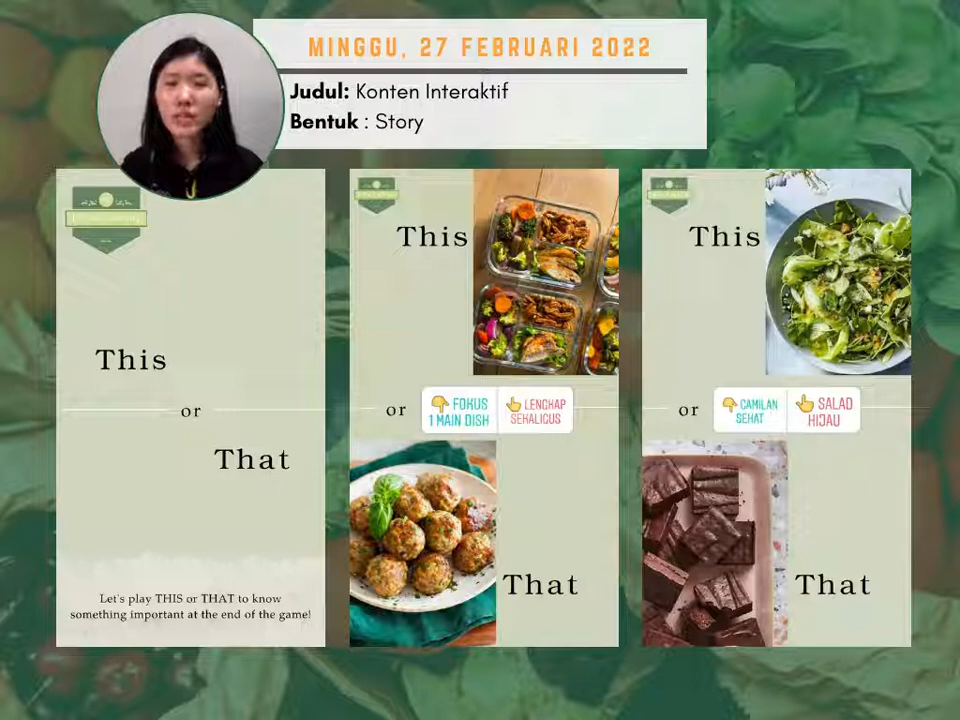 MINGGU, 27 FEBRUARI 2022
Judul: Konten Interaktif
Bentuk : Story
This
or
That
Let's play THIS or THAT to know
something important at the end of the game!
This
or
FOKUS
1 MAIN DISH
LENGKAP
SEKALIGUS
That
This
or
CAMILAN
SEHAT
SALAD
HIJAU
That